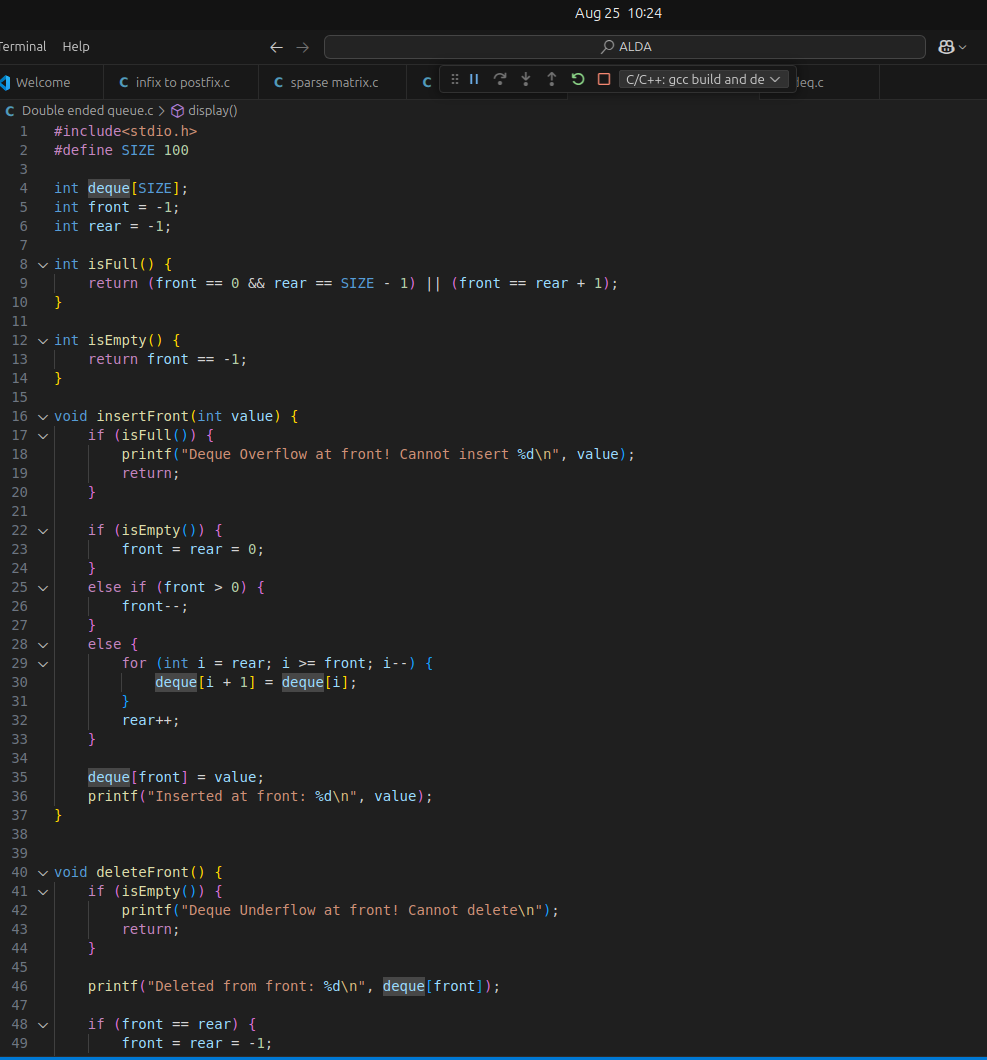 Aug 25 10:24
Terminal Help ← → ALDA
Welcome C infix to postfix.c C sparse matrix.c C C/C++: gcc build and de deq.c
C Double ended queue.c > display()
1 #include<stdio.h>
2 #define SIZE 100
3
4 int deque[SIZE];
5 int front = -1;
6 int rear = -1;
7
8 int isFull() {
9     return (front == 0 && rear == SIZE - 1) || (front == rear + 1);
10 }
11
12 int isEmpty() {
13     return front == -1;
14 }
15
16 void insertFront(int value) {
17     if (isFull()) {
18         printf("Deque Overflow at front! Cannot insert %d\n", value);
19         return;
20     }
21
22     if (isEmpty()) {
23         front = rear = 0;
24     }
25     else if (front > 0) {
26         front--;
27     }
28     else {
29         for (int i = rear; i >= front; i--) {
30             deque[i + 1] = deque[i];
31         }
32         rear++;
33     }
34
35     deque[front] = value;
36     printf("Inserted at front: %d\n", value);
37 }
38
39
40 void deleteFront() {
41     if (isEmpty()) {
42         printf("Deque Underflow at front! Cannot delete\n");
43         return;
44     }
45
46     printf("Deleted from front: %d\n", deque[front]);
47
48     if (front == rear) {
49         front = rear = -1;